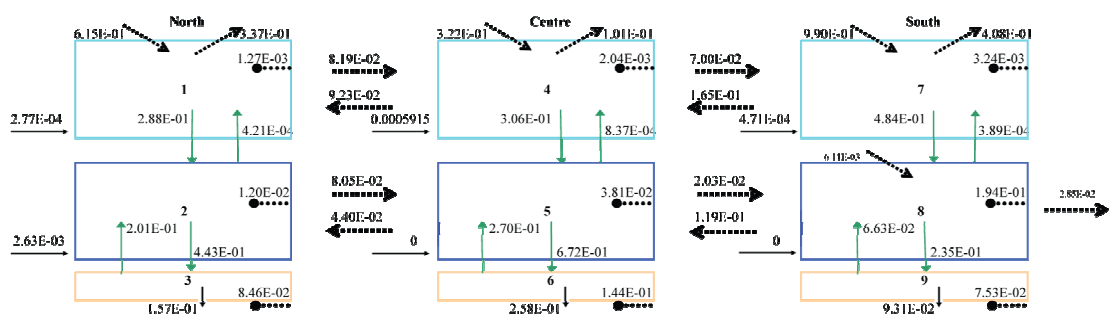 North Centre South
6.15E-01 3.37E-01 3.22E-01 1.01E-01 9.90E-01 4.08E-01
1.27E-03 8.19E-02 2.04E-03 7.00E-02 3.24E-03
1 9.23E-02 4 1.65E-01 7
2.77E-04 2.88E-01 4.21E-04 0.0005915 3.06E-01 8.37E-04 4.71E-04 4.84E-01 3.89E-04
6.11E-03
1.20E-02 8.05E-02 3.81E-02 2.03E-02 1.94E-01 2.85E-02
2 4.40E-02 5 1.19E-01 8
2.01E-01 2.70E-01 6.63E-02
2.63E-03 4.43E-01 0 6.72E-01 0 2.35E-01
3 6 9
8.46E-02 1.44E-01 7.53E-02
1.57E-01 2.58E-01 9.31E-02